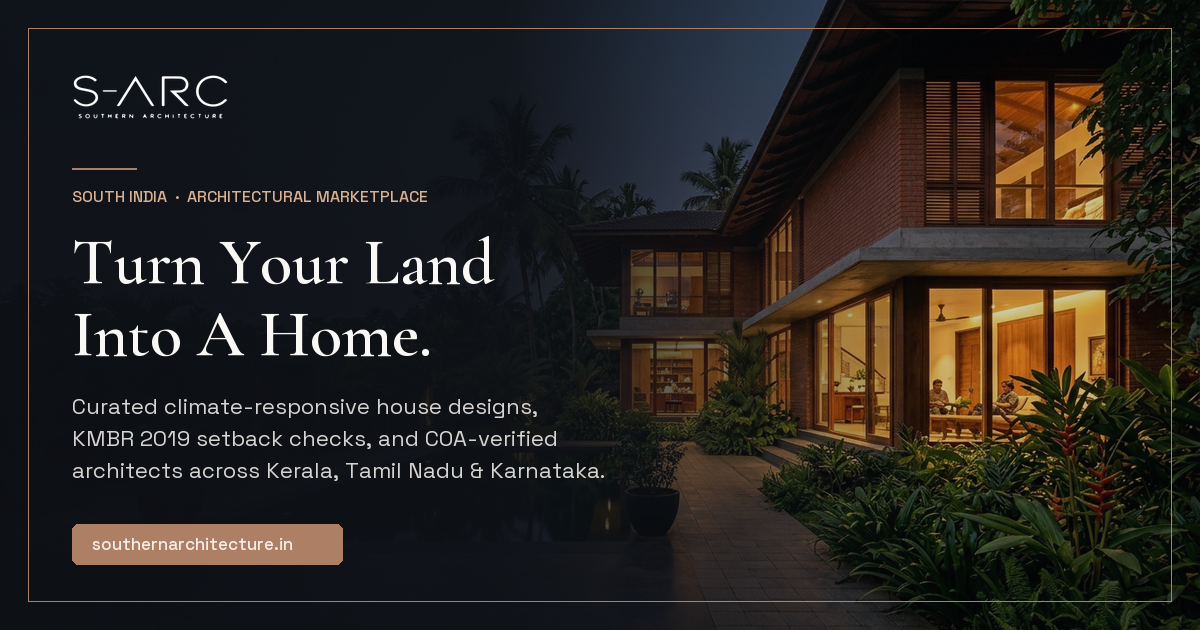 S-ARC
SOUTHERN ARCHITECTURE
SOUTH INDIA · ARCHITECTURAL MARKETPLACE
Turn Your Land
Into A Home.
Curated climate-responsive house designs,
KMBR 2019 setback checks, and COA-verified
architects across Kerala, Tamil Nadu & Karnataka.
southernarchitecture.in